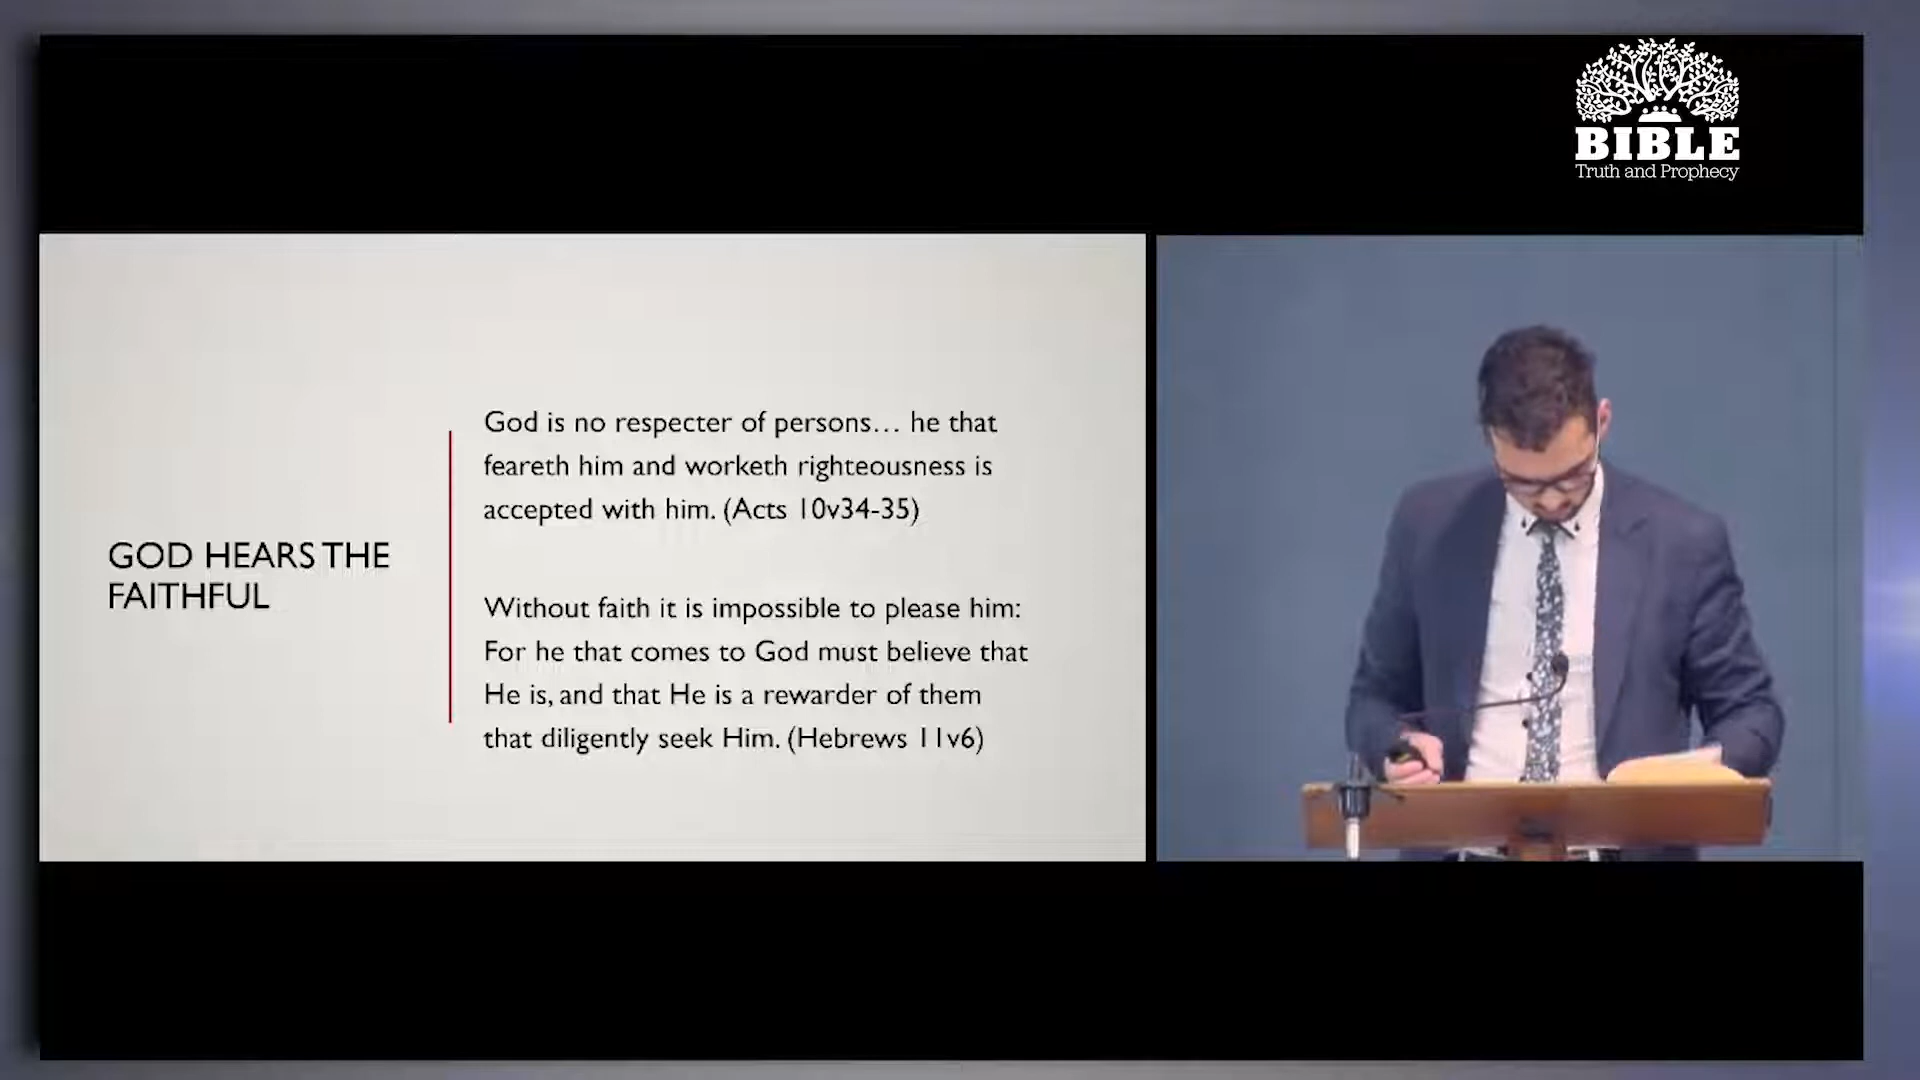 BIBLE
Truth and Prophecy
GOD HEARS THE
FAITHFUL
God is no respecter of persons... he that
feareth him and worketh righteousness is
accepted with him. (Acts 10v34-35)
Without faith it is impossible to please him:
For he that comes to God must believe that
He is, and that He is a rewarder of them
that diligently seek Him. (Hebrews 11v6)